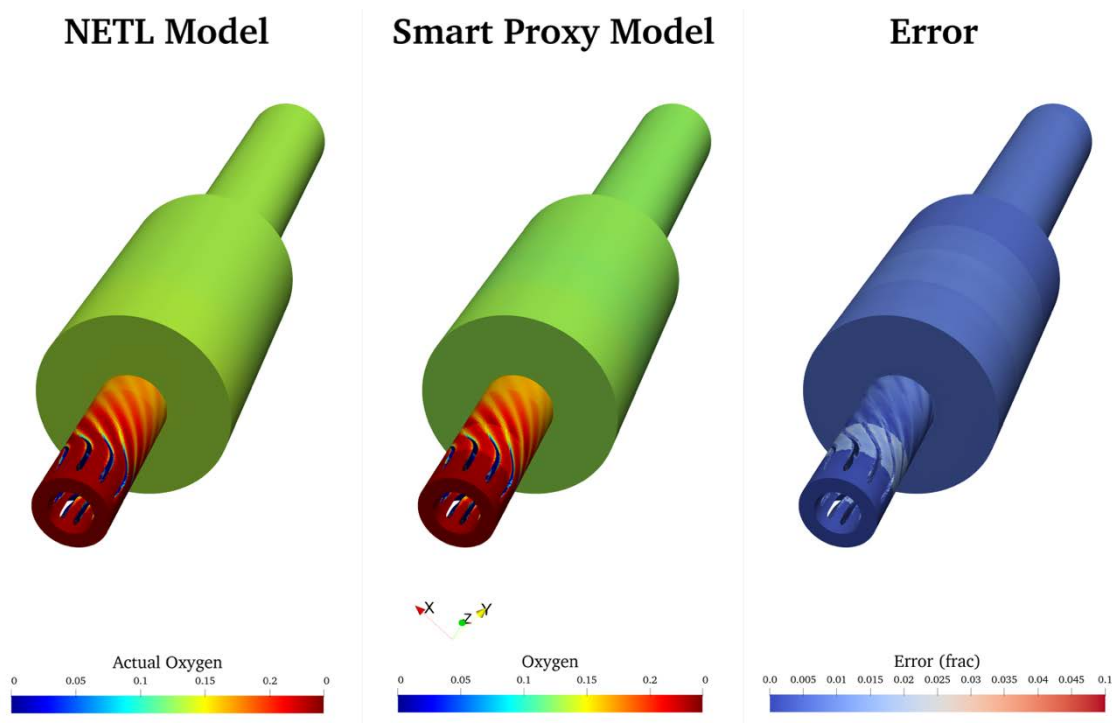 NETL Model
Smart Proxy Model
Error
X
Z
Y
Actual Oxygen
0 0.05 0.1 0.15 0.2 0
Oxygen
0 0.05 0.1 0.15 0.2 0
Error (frac)
0.0 0.005 0.01 0.015 0.02 0.025 0.03 0.035 0.04 0.045 0.1